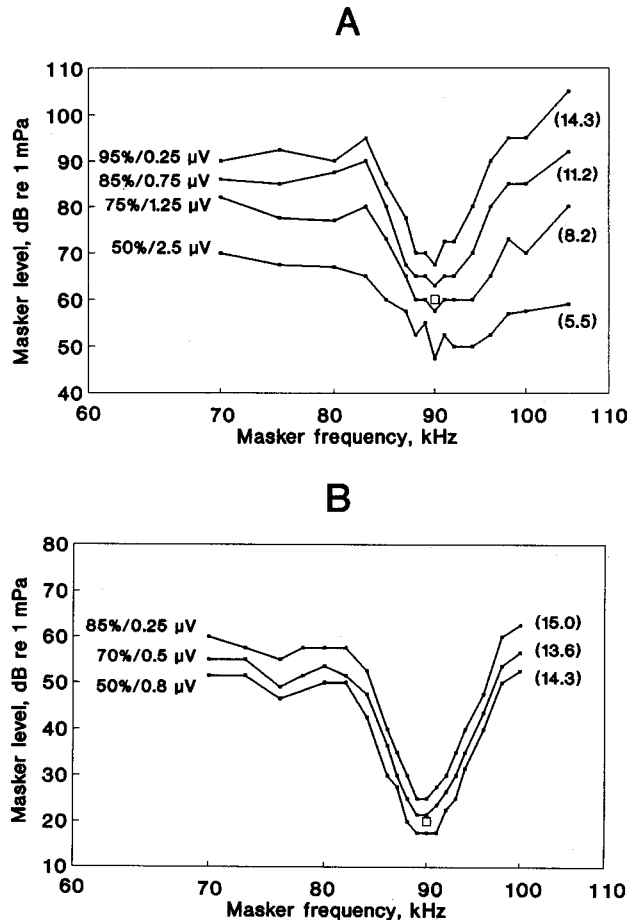 A
110
100
90
80
70
60
50
40
Masker level, dB re 1 mPa
95%/0.25 µV
85%/0.75 µV
75%/1.25 µV
50%/2.5 µV
(14.3)
(11.2)
(8.2)
(5.5)
60
70
80
90
100
110
Masker frequency, kHz
B
80
70
60
50
40
30
20
10
Masker level, dB re 1 mPa
85%/0.25 µV
70%/0.5 µV
50%/0.8 µV
(15.0)
(13.6)
(14.3)
60
70
80
90
100
110
Masker frequency, kHz